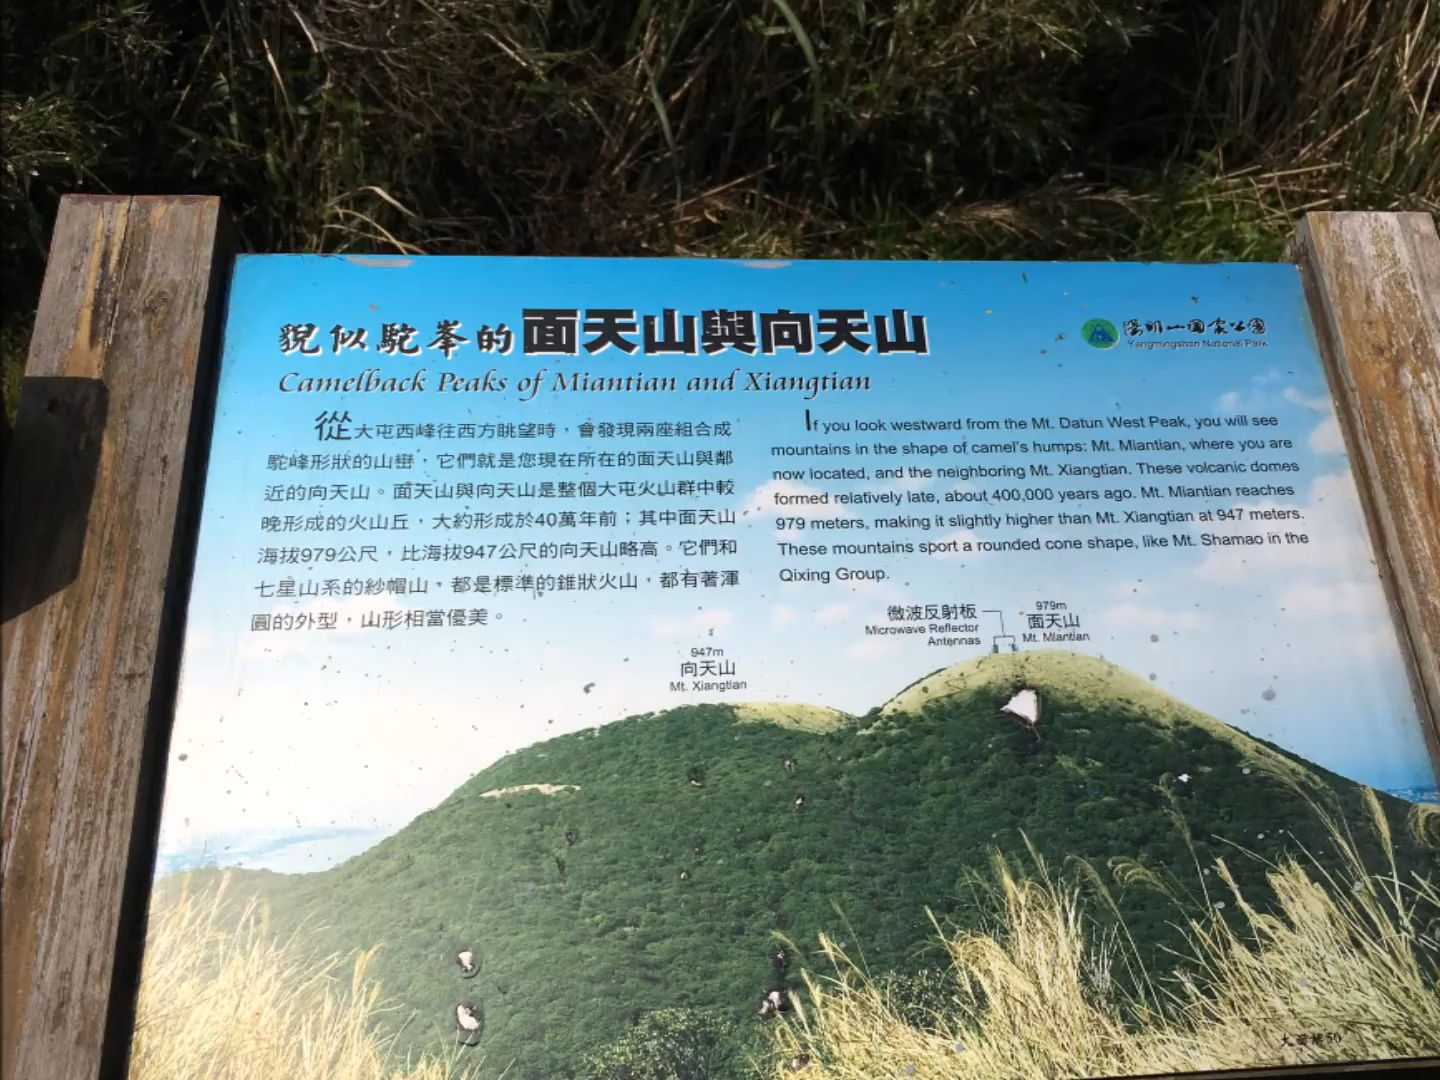 貌似駝峯的面天山與向天山
Camelback Peaks of Miantian and Xiangtian
陽明山國家公園
Yangmingshan National Park
從大屯西峰往西方眺望時，會發現兩座組合成
駝峰形狀的山巒，它們就是您現在所在的面天山與鄰
近的向天山。面天山與向天山是整個大屯火山群中較
晚形成的火山丘，大約形成於40萬年前；其中面天山
海拔979公尺，比海拔947公尺的向天山略高。它們和
七星山系的紗帽山，都是標準的錐狀火山，都有著渾
圓的外型，山形相當優美。
If you look westward from the Mt. Datun West Peak, you will see
mountains in the shape of camel's humps: Mt. Miantian, where you are
now located, and the neighboring Mt. Xiangtian. These volcanic domes
formed relatively late, about 400,000 years ago. Mt. Miantian reaches
979 meters, making it slightly higher than Mt. Xiangtian at 947 meters.
These mountains sport a rounded cone shape, like Mt. Shamao in the
Qixing Group.
微波反射板
Microwave Reflector
Antennas
979m
面天山
Mt. Miantian
947m
向天山
Mt. Xiangtian